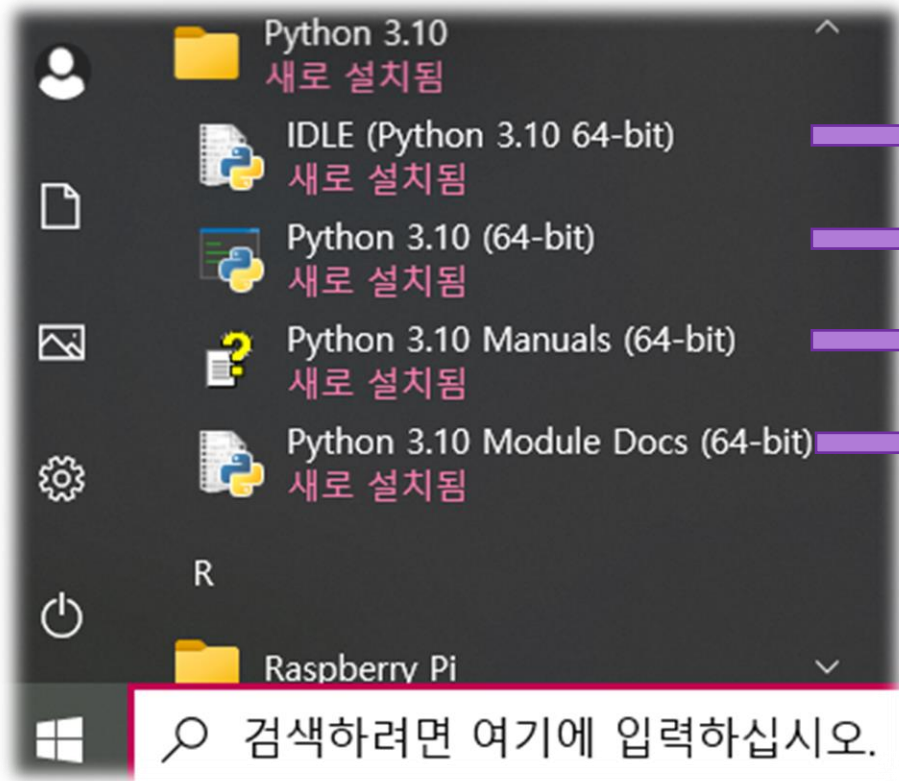 Python 3.10
새로 설치됨
IDLE (Python 3.10 64-bit)
새로 설치됨
Python 3.10 (64-bit)
새로 설치됨
Python 3.10 Manuals (64-bit)
새로 설치됨
Python 3.10 Module Docs (64-bit)
새로 설치됨
R
Raspberry Pi
검색하려면 여기에 입력하십시오.